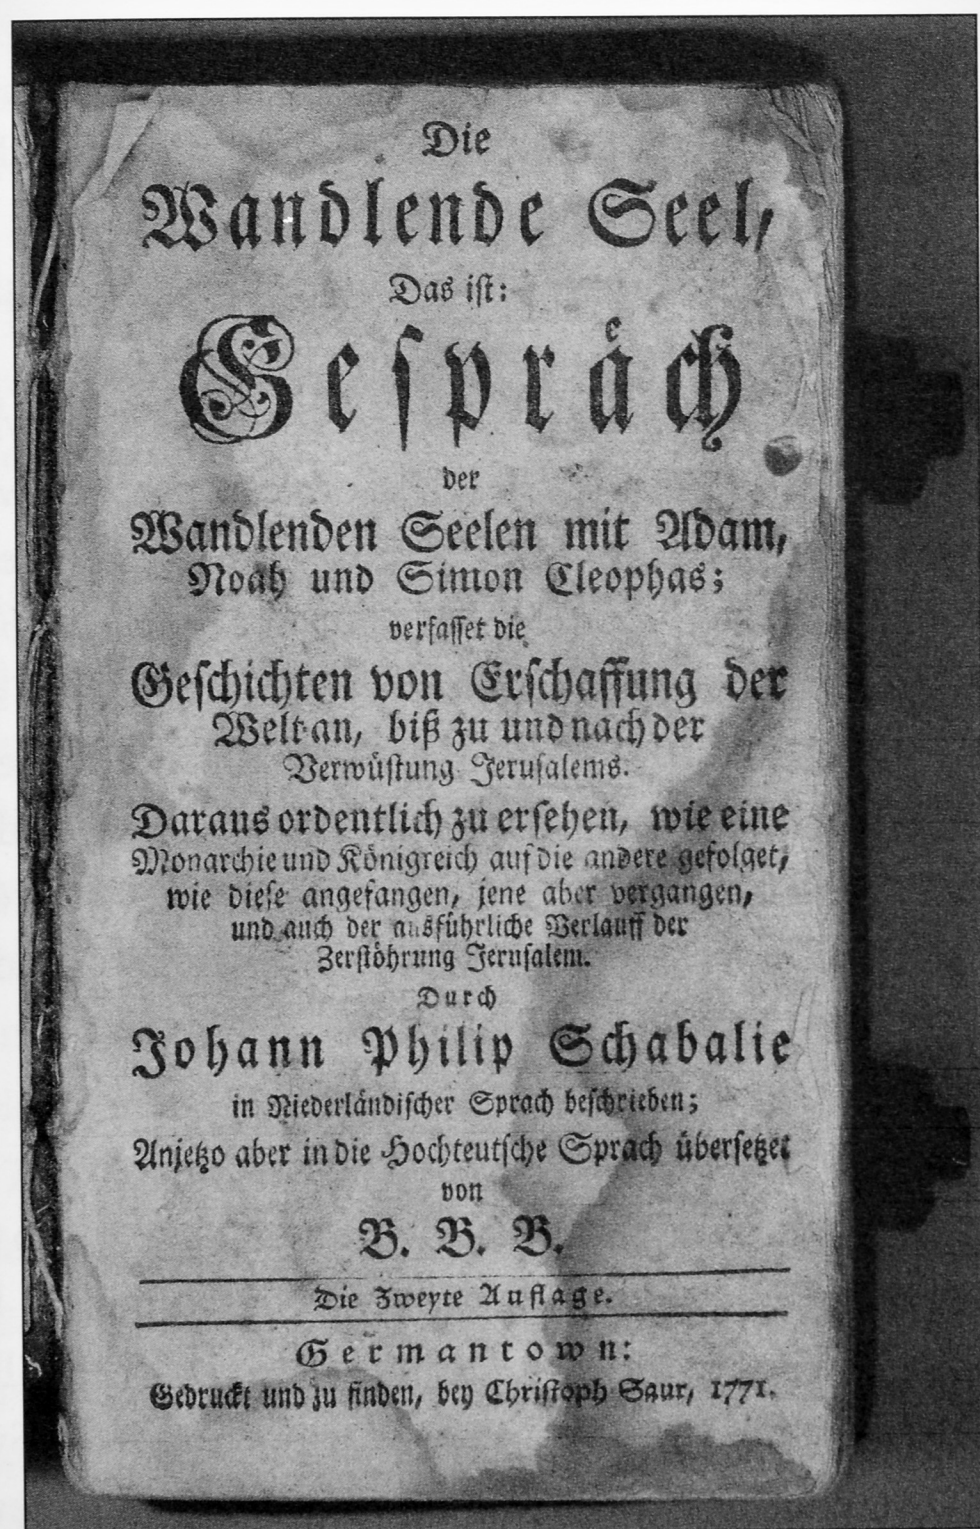 Die
Wandlende Seel,
Das ist:
Gespräch
der
Wandlenden Seelen mit Adam,
Noah und Simon Cleophas;
verfasset die
Geschichten von Erschaffung der
Welt an, biß zu und nach der
Verwüstung Jerusalems.
Daraus ordentlich zu ersehen, wie eine
Monarchie und Königreich auf die andere gefolget,
wie diese angefangen, jene aber vergangen,
und auch der ausführliche Verlauff der
Zerstöhrung Jerusalem.
Durch
Johann Philip Schabalie
in Niederländischer Sprach beschrieben;
Anjetzo aber in die Hochteutsche Sprach übersetzet
von
B. B. B.
Die Zweyte Auflage.
Germantown:
Gedruckt und zu finden, bey Christoph Saur, 1771.